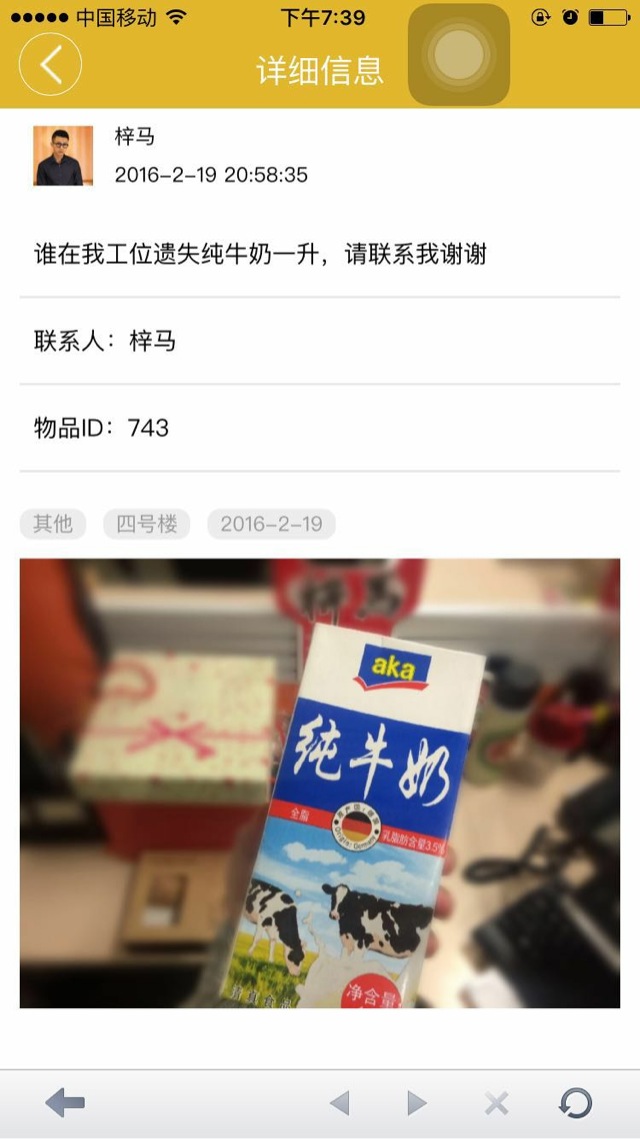 中国移动
下午7:39
详细信息
梓马
2016-2-19 20:58:35
谁在我工位遗失纯牛奶一升，请联系我谢谢
联系人：梓马
物品ID：743
其他
四号楼
2016-2-19
aka
纯牛奶
全脂
乳脂肪含量3.5%
净含量